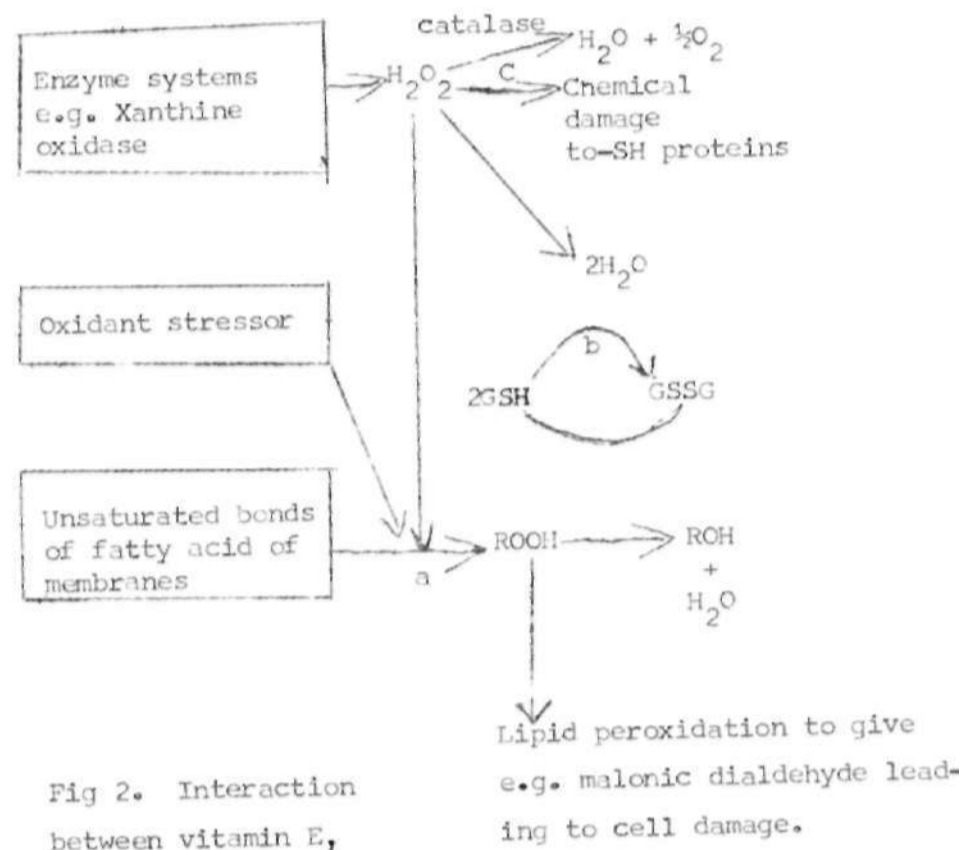 catalase
H2O + ½O2
Enzyme systems
e.g. Xanthine
oxidase
H2O2
C
Chemical
damage
to-SH proteins
2H2O
Oxidant stressor
b
2GSH
GSSG
Unsaturated bonds
of fatty acid of
membranes
a
ROOH
ROH
+
H2O
Lipid peroxidation to give
e.g. malonic dialdehyde lead-
ing to cell damage.
Fig 2. Interaction
between vitamin E,